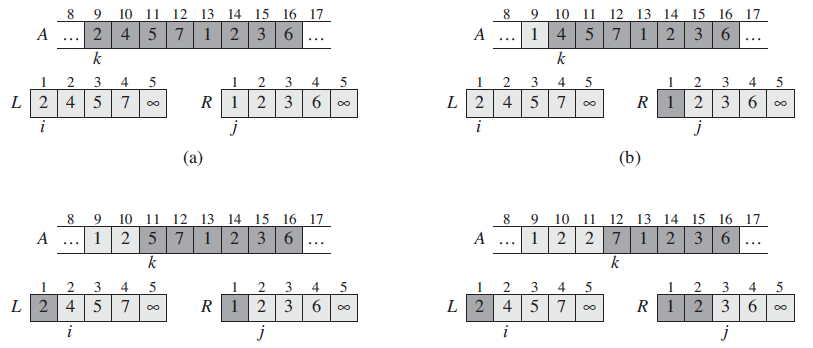 8 9 10 11 12 13 14 15 16 17
A … 2 4 5 7 1 2 3 6 …
k
1 2 3 4 5
L 2 4 5 7 ∞
i
1 2 3 4 5
R 1 2 3 6 ∞
j
(a)
8 9 10 11 12 13 14 15 16 17
A … 1 4 5 7 1 2 3 6 …
k
1 2 3 4 5
L 2 4 5 7 ∞
i
1 2 3 4 5
R 1 2 3 6 ∞
j
(b)
8 9 10 11 12 13 14 15 16 17
A … 1 2 5 7 1 2 3 6 …
k
1 2 3 4 5
L 2 4 5 7 ∞
i
1 2 3 4 5
R 1 2 3 6 ∞
j
8 9 10 11 12 13 14 15 16 17
A … 1 2 2 7 1 2 3 6 …
k
1 2 3 4 5
L 2 4 5 7 ∞
i
1 2 3 4 5
R 1 2 3 6 ∞
j